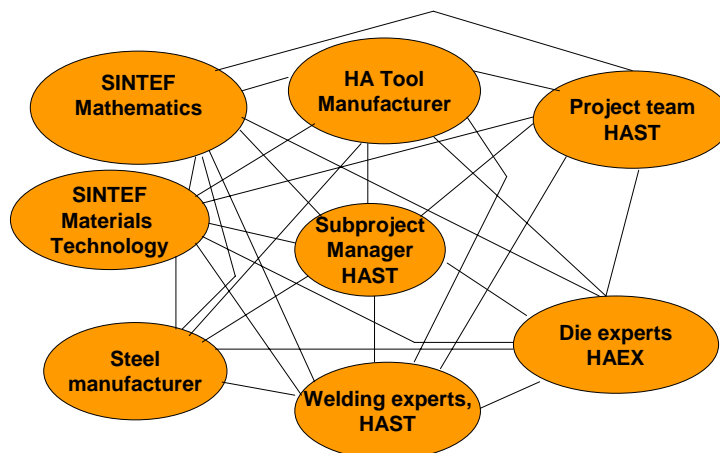 SINTEF
Mathematics
HA Tool
Manufacturer
Project team
HAST
SINTEF
Materials
Technology
Subproject
Manager
HAST
Steel
manufacturer
Welding experts,
HAST
Die experts
HAEX